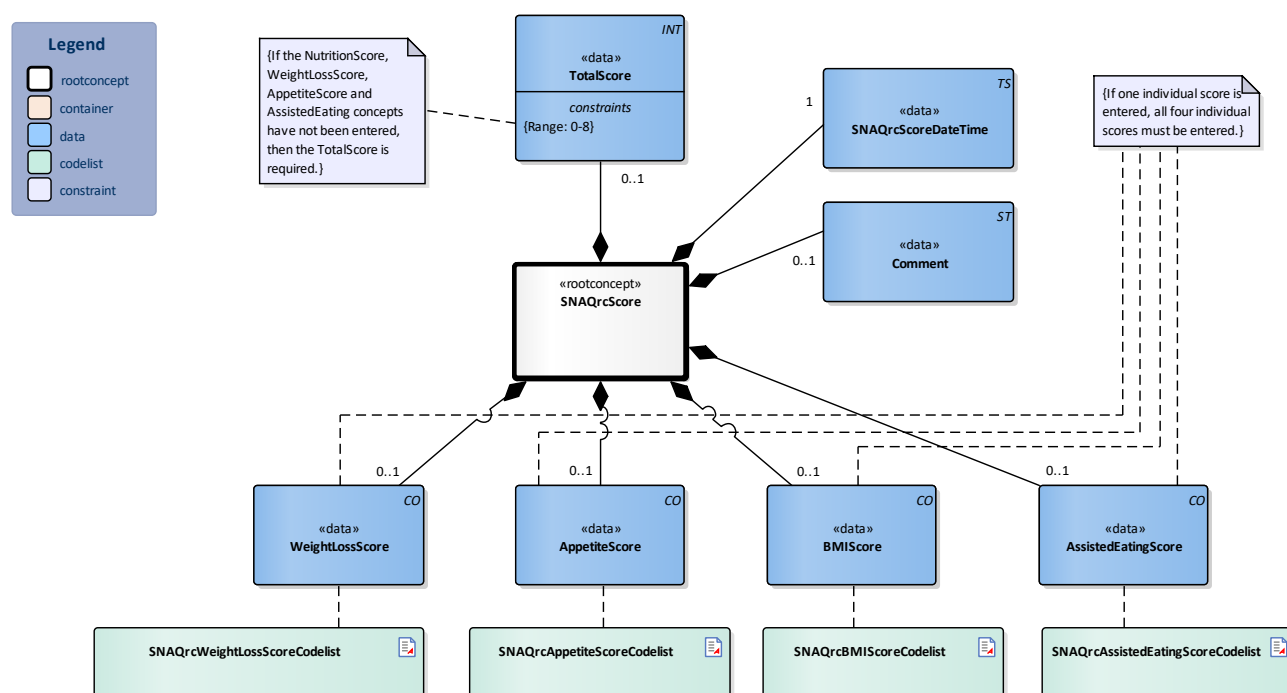 Legend
rootconcept
container
data
codelist
constraint
{If the NutritionScore,
WeightLossScore,
AppetiteScore and
AssistedEating concepts
have not been entered,
then the TotalScore is
required.}
INT
«data»
TotalScore
constraints
{Range: 0-8}
0..1
TS
«data»
SNAQrcScoreDateTime
1
{If one individual score is
entered, all four individual
scores must be entered.}
ST
«data»
Comment
0..1
«rootconcept»
SNAQrcScore
0..1
0..1
0..1
0..1
CO
«data»
WeightLossScore
CO
«data»
AppetiteScore
CO
«data»
BMIScore
CO
«data»
AssistedEatingScore
SNAQrcWeightLossScoreCodelist
SNAQrcAppetiteScoreCodelist
SNAQrcBMIScoreCodelist
SNAQrcAssistedEatingScoreCodelist